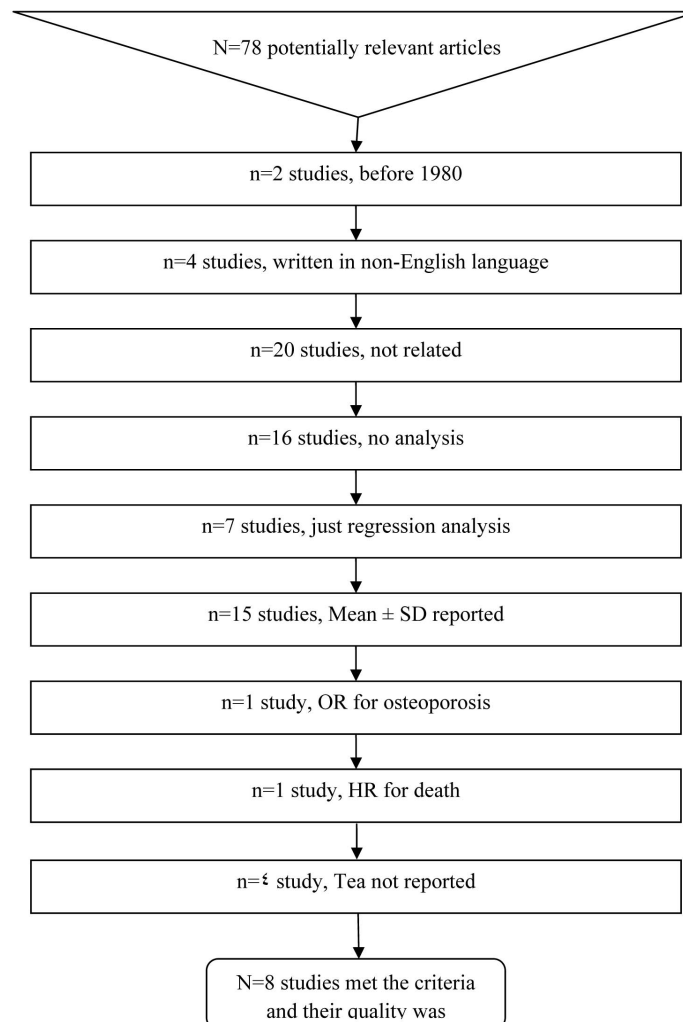 N=78 potentially relevant articles
n=2 studies, before 1980
n=4 studies, written in non-English language
n=20 studies, not related
n=16 studies, no analysis
n=7 studies, just regression analysis
n=15 studies, Mean ± SD reported
n=1 study, OR for osteoporosis
n=1 study, HR for death
n=٤ study, Tea not reported
N=8 studies met the criteria
and their quality was